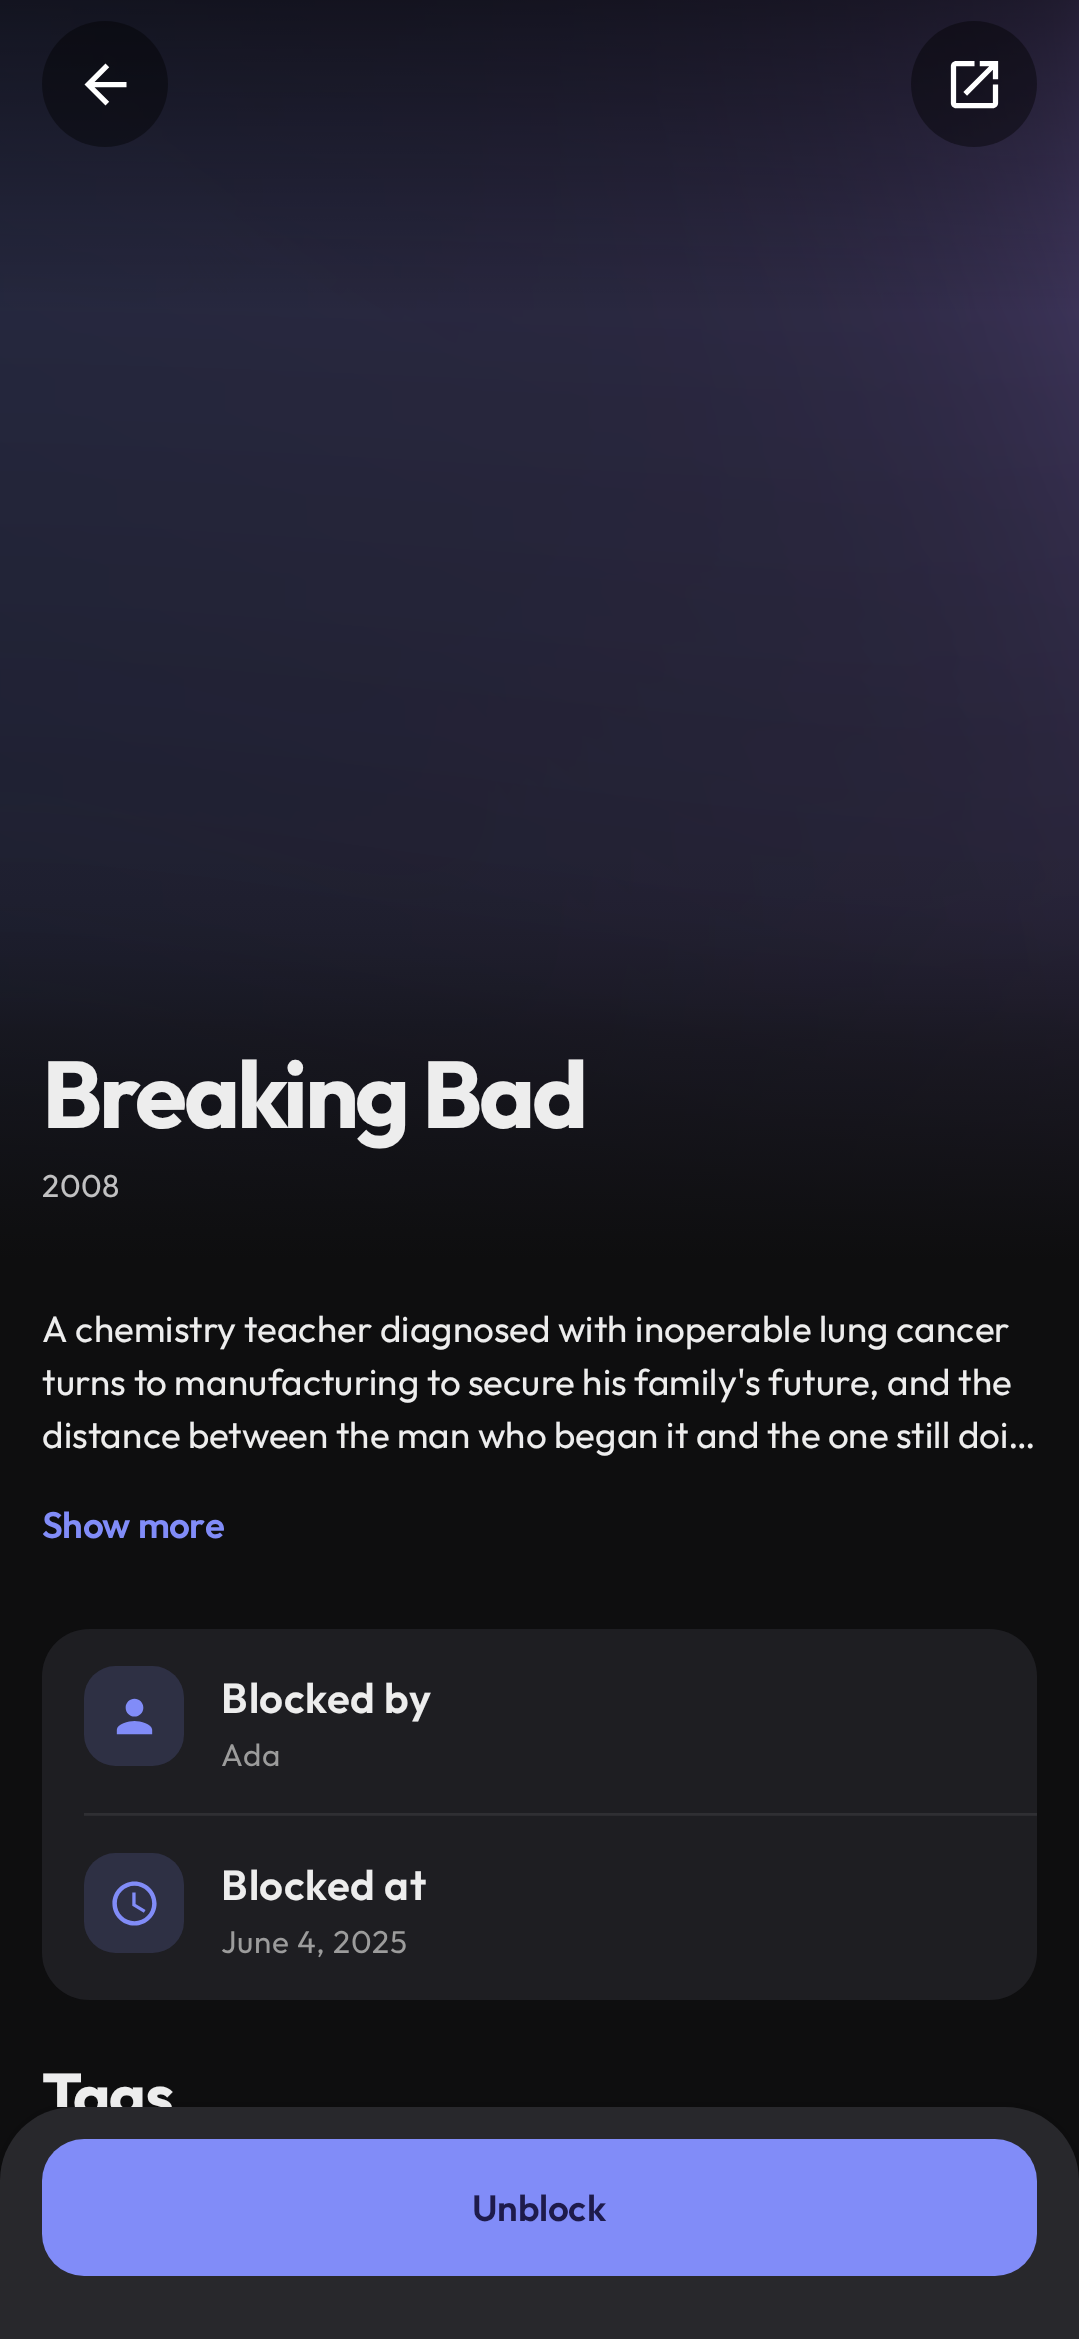 Breaking Bad
2008
A chemistry teacher diagnosed with inoperable lung cancer
turns to manufacturing to secure his family's future, and the
distance between the man who began it and the one still doi...
Show more
Blocked by
Ada
Blocked at
June 4, 2025
Tags
Unblock